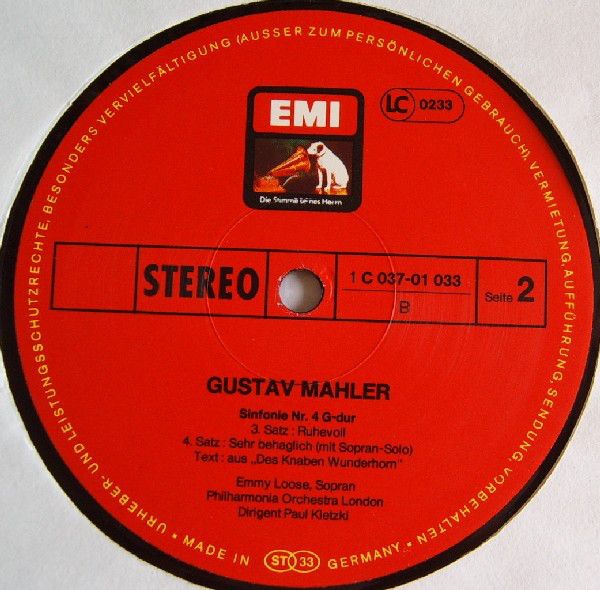 EMI
Die Stimme seines Herrn
LC 0233
STEREO
1 C 037-01 033
B
Seite 2
GUSTAV MAHLER
Sinfonie Nr. 4 G-dur
3. Satz : Ruhevoll
4. Satz : Sehr behaglich (mit Sopran-Solo)
Text : aus „Des Knaben Wunderhorn"
Emmy Loose, Sopran
Philharmonia Orchestra London
Dirigent Paul Kletzki
URHEBER- UND LEISTUNGSSCHUTZRECHTE, BESONDERS VERVIELFÄLTIGUNG (AUSSER ZUM PERSÖNLICHEN GEBRAUCH), VERMIETUNG, AUFFÜHRUNG, SENDUNG, VORBEHALTEN
• MADE IN ST 33 GERMANY •